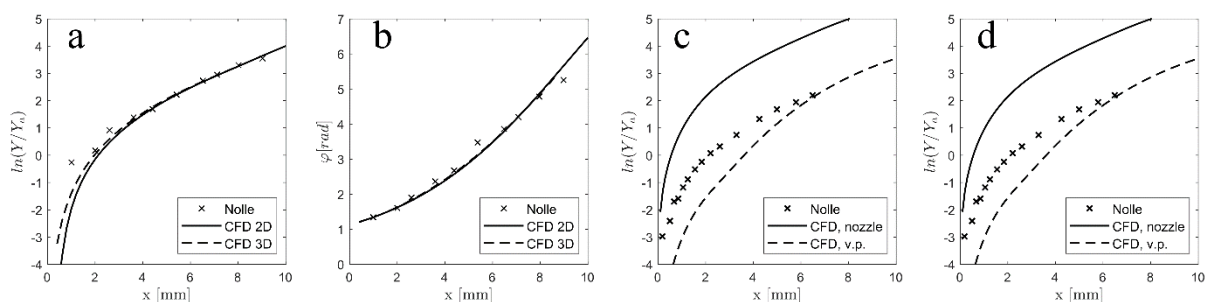 a
5
4
3
2
1
0
-1
-2
-3
-4
ln(Y/Yn)
0 2 4 6 8 10
x [mm]
Nolle
CFD 2D
CFD 3D
b
7
6
5
4
3
2
1
0
φ[rad]
0 2 4 6 8 10
x [mm]
Nolle
CFD 2D
CFD 3D
c
5
4
3
2
1
0
-1
-2
-3
-4
ln(Y/Yn)
0 2 4 6 8 10
x [mm]
Nolle
CFD, nozzle
CFD, v.p.
d
5
4
3
2
1
0
-1
-2
-3
-4
ln(Y/Yn)
0 2 4 6 8 10
x [mm]
Nolle
CFD, nozzle
CFD, v.p.